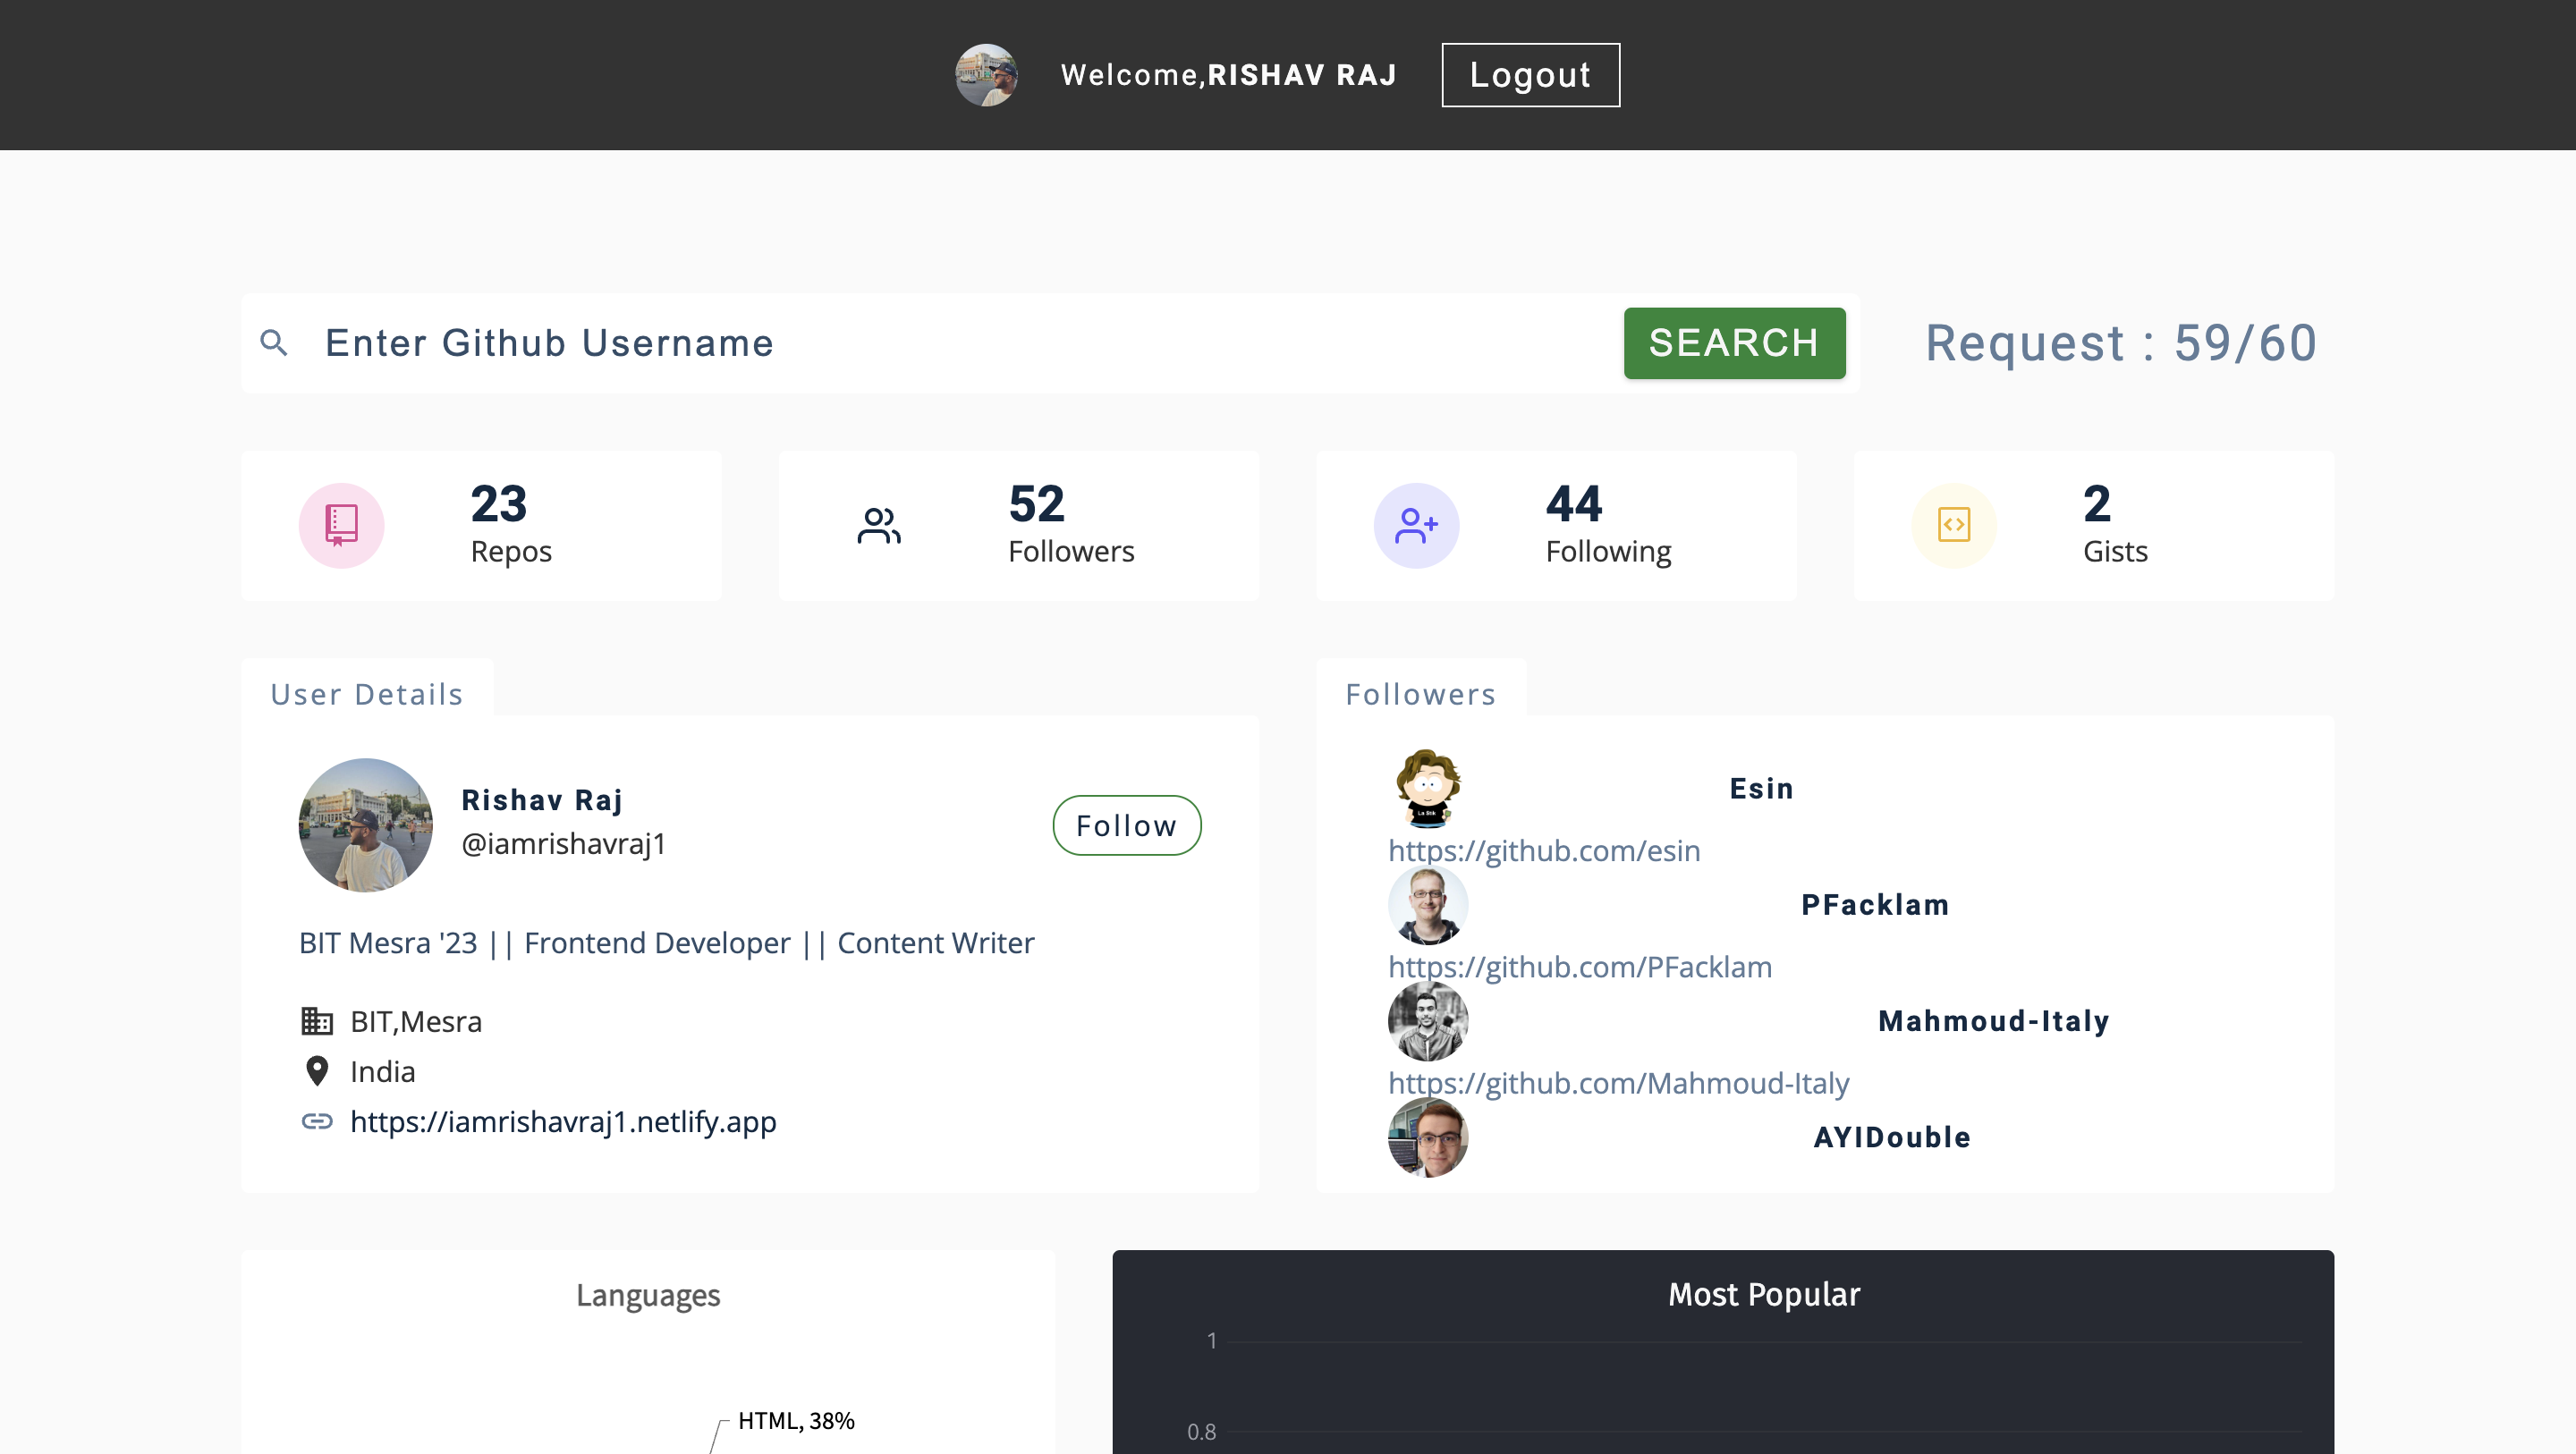 Welcome,RISHAV RAJ
Logout
Enter Github Username
SEARCH
Request : 59/60
23
Repos
52
Followers
44
Following
2
Gists
User Details
Rishav Raj
@iamrishavraj1
Follow
BIT Mesra '23 || Frontend Developer || Content Writer
BIT,Mesra
India
https://iamrishavraj1.netlify.app
Followers
Esin
https://github.com/esin
PFacklam
https://github.com/PFacklam
Mahmoud-Italy
https://github.com/Mahmoud-Italy
AYIDouble
Languages
HTML, 38%
Most Popular
1
0.8